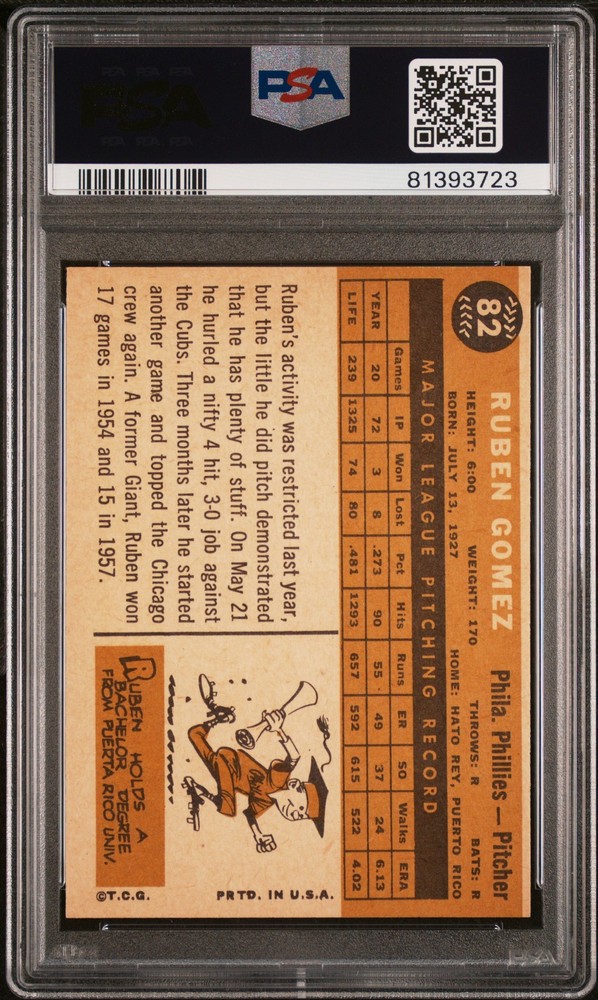 PSA
81393723
82
RUBEN GOMEZ Phila. Phillies — Pitcher
HEIGHT: 6:00 WEIGHT: 170 THROWS: R BATS: R
BORN: JULY 13, 1927 HOME: HATO REY, PUERTO RICO
MAJOR LEAGUE PITCHING RECORD
Games IP Won Lost Pct Hits Runs ER SO Walks ERA
YEAR 20 72 3 8 .273 90 55 49 37 24 6.13
LIFE 239 1325 74 80 .481 1293 657 592 615 522 4.02
Ruben's activity was restricted last year,
but the little he did pitch demonstrated
that he has plenty of stuff. On May 21
he hurled a nifty 4 hit, 3-0 job against
the Cubs. Three months later he started
another game and topped the Chicago
crew again. A former Giant, Ruben won
17 games in 1954 and 15 in 1957.
RUBEN HOLDS A
BACHELOR DEGREE
FROM PUERTA RICO UNIV.
©T.C.G. PRTD. IN U.S.A.